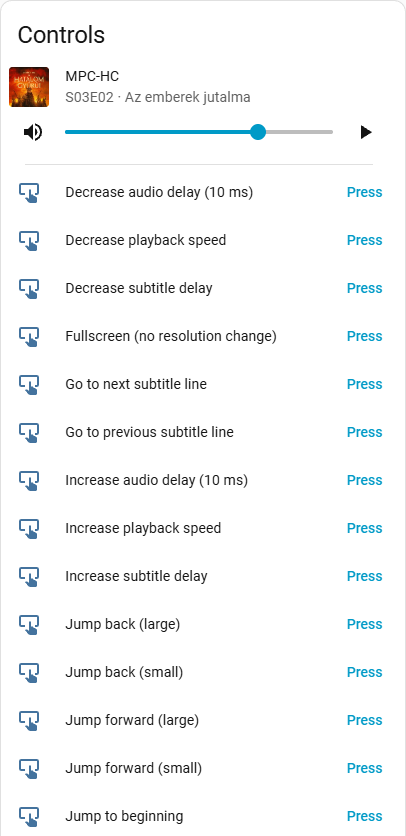 Controls
HATALOM
GYŰRŰI
MPC-HC
S03E02 · Az emberek jutalma
Decrease audio delay (10 ms)
Press
Decrease playback speed
Press
Decrease subtitle delay
Press
Fullscreen (no resolution change)
Press
Go to next subtitle line
Press
Go to previous subtitle line
Press
Increase audio delay (10 ms)
Press
Increase playback speed
Press
Increase subtitle delay
Press
Jump back (large)
Press
Jump back (small)
Press
Jump forward (large)
Press
Jump forward (small)
Press
Jump to beginning
Press